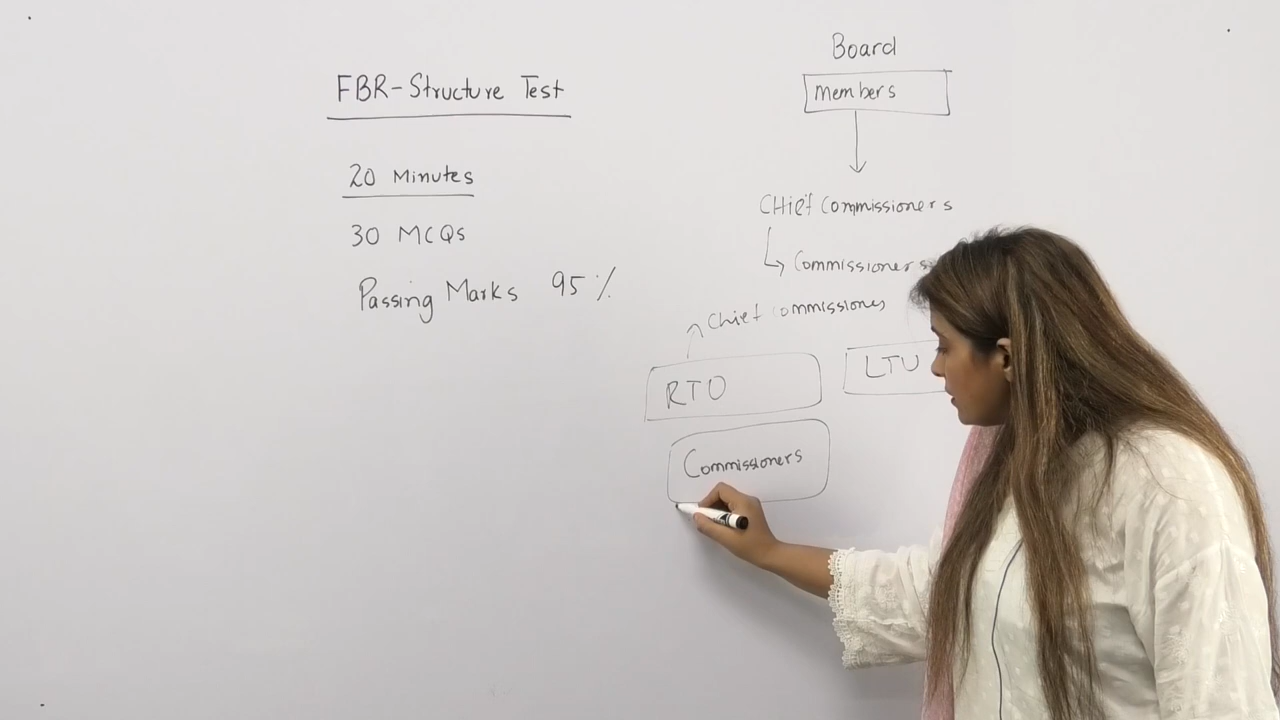 FBR-Structure Test
20 Minutes
30 MCQs
Passing Marks 95%
Board
Members
CHief Commissioners
Commissioners
Chief commissiones
RTO
LTU
Commissioners